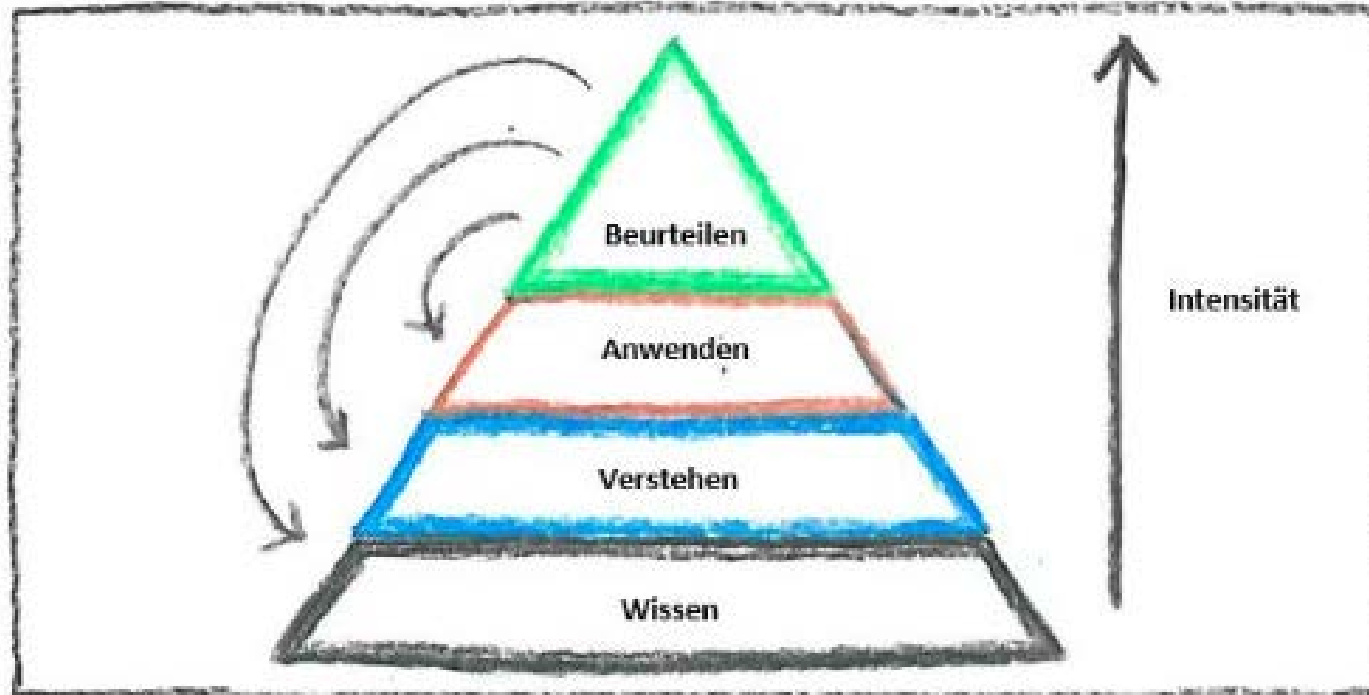 Beurteilen
Intensität
Anwenden
Verstehen
Wissen